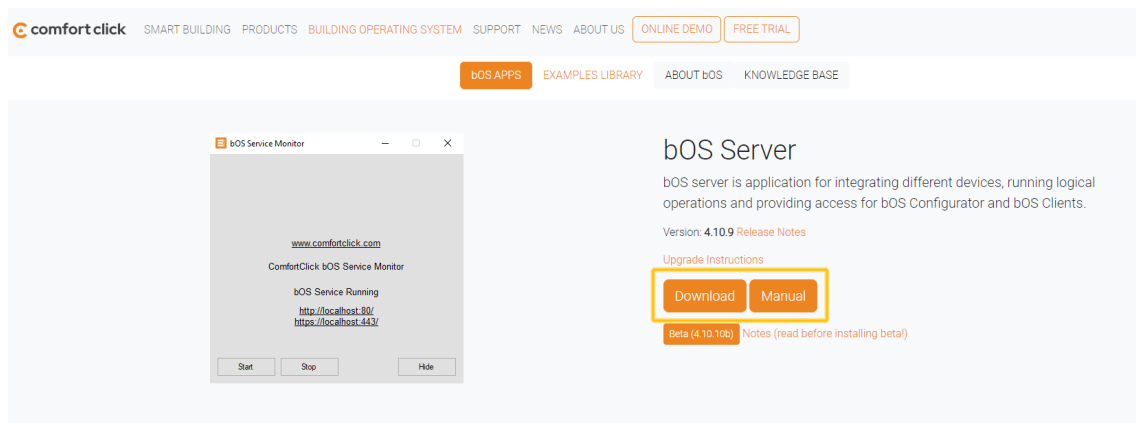 comfort click SMART BUILDING PRODUCTS BUILDING OPERATING SYSTEM SUPPORT NEWS ABOUT US ONLINE DEMO FREE TRIAL
bOS APPS EXAMPLES LIBRARY ABOUT bOS KNOWLEDGE BASE
bOS Service Monitor
www.comfortclick.com
ComfortClick bOS Service Monitor
bOS Service Running
http://localhost:80/
https://localhost:443/
Start Stop Hide
bOS Server
bOS server is application for integrating different devices, running logical
operations and providing access for bOS Configurator and bOS Clients.
Version: 4.10.9 Release Notes
Upgrade Instructions
Download Manual
Beta (4.10.10b) Notes (read before installing beta!)